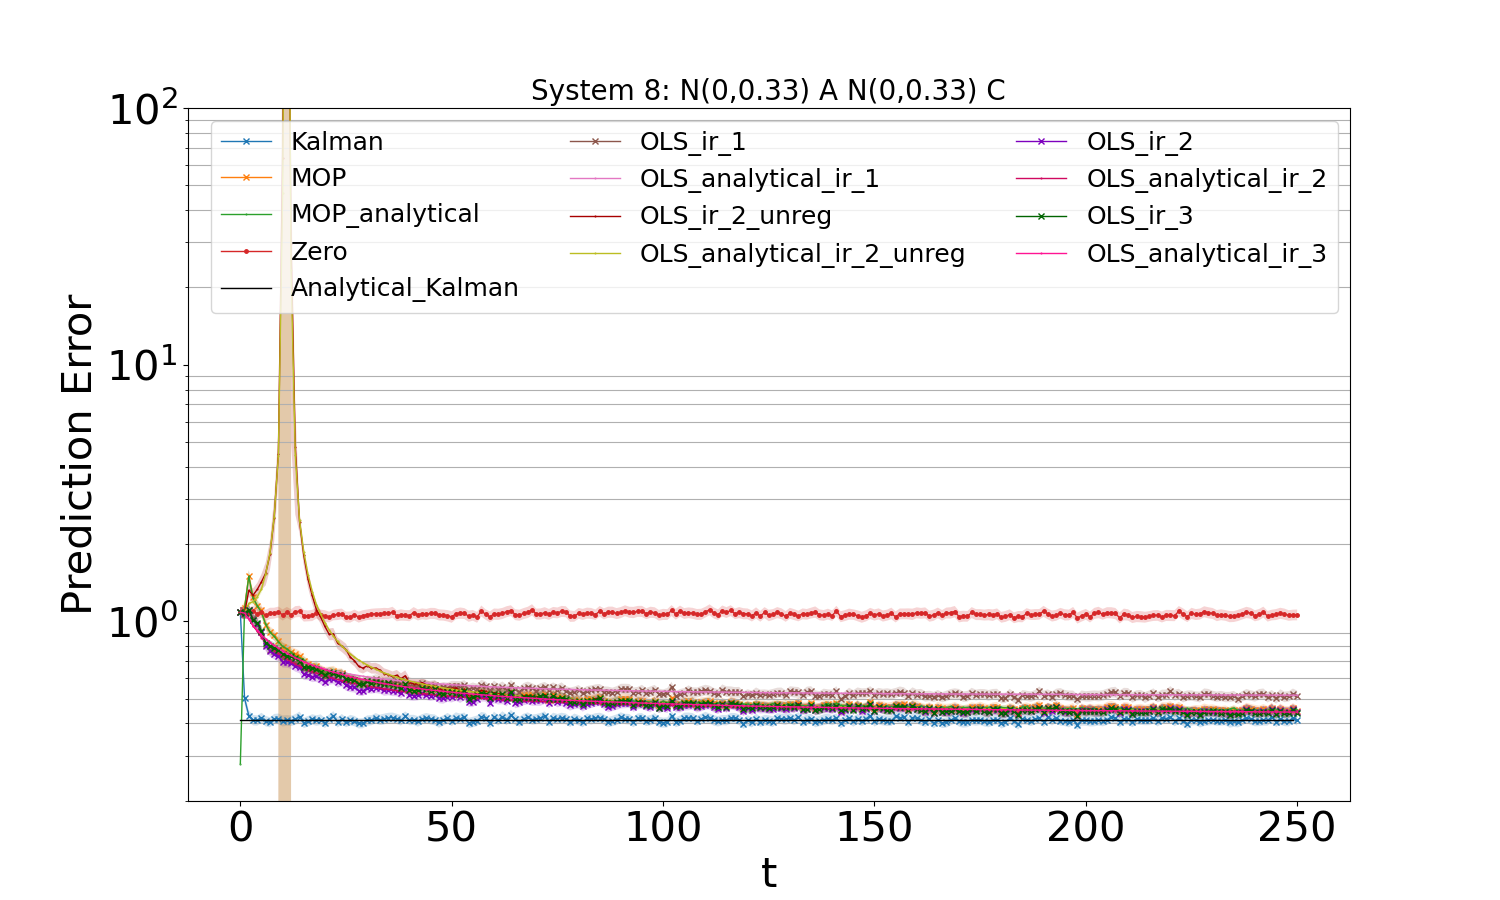 System 8: N(0,0.33) A N(0,0.33) C
Prediction Error
10²
10¹
10⁰
Kalman
MOP
MOP_analytical
Zero
Analytical_Kalman
OLS_ir_1
OLS_analytical_ir_1
OLS_ir_2_unreg
OLS_analytical_ir_2_unreg
OLS_ir_2
OLS_analytical_ir_2
OLS_ir_3
OLS_analytical_ir_3
0 50 100 150 200 250
t